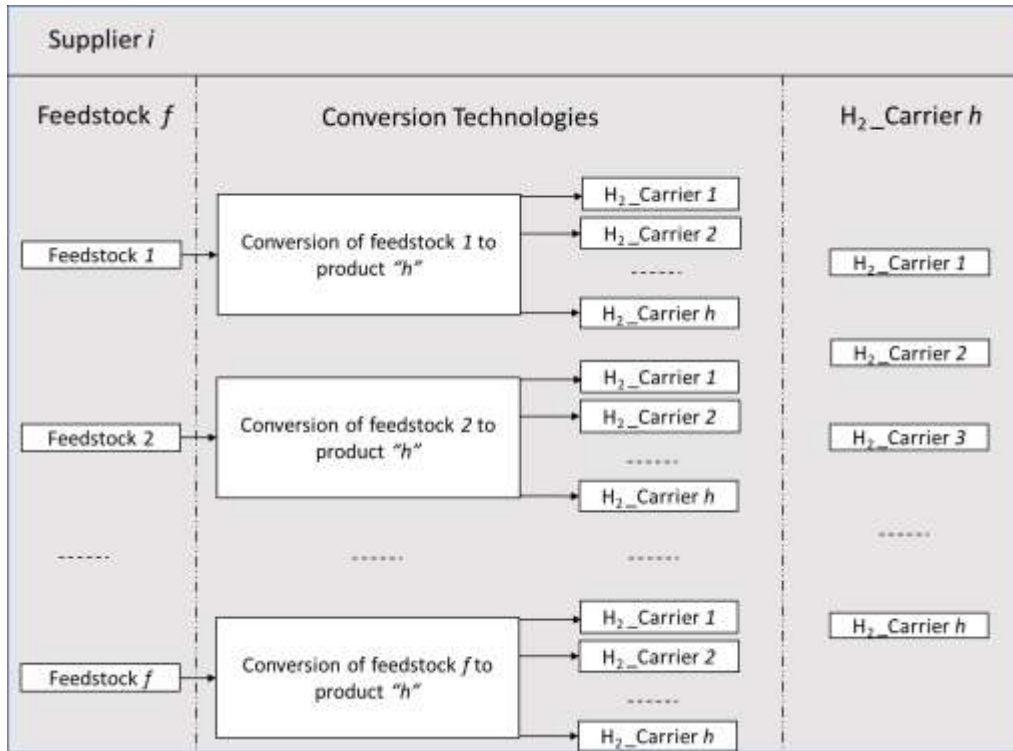 Supplier i
Feedstock f
Conversion Technologies
H₂_Carrier h
Feedstock 1
Conversion of feedstock 1 to
product "h"
H₂_Carrier 1
H₂_Carrier 2
H₂_Carrier h
Feedstock 2
Conversion of feedstock 2 to
product "h"
H₂_Carrier 1
H₂_Carrier 2
H₂_Carrier h
Feedstock f
Conversion of feedstock f to
product "h"
H₂_Carrier 1
H₂_Carrier 2
H₂_Carrier h
H₂_Carrier 1
H₂_Carrier 2
H₂_Carrier 3
H₂_Carrier h